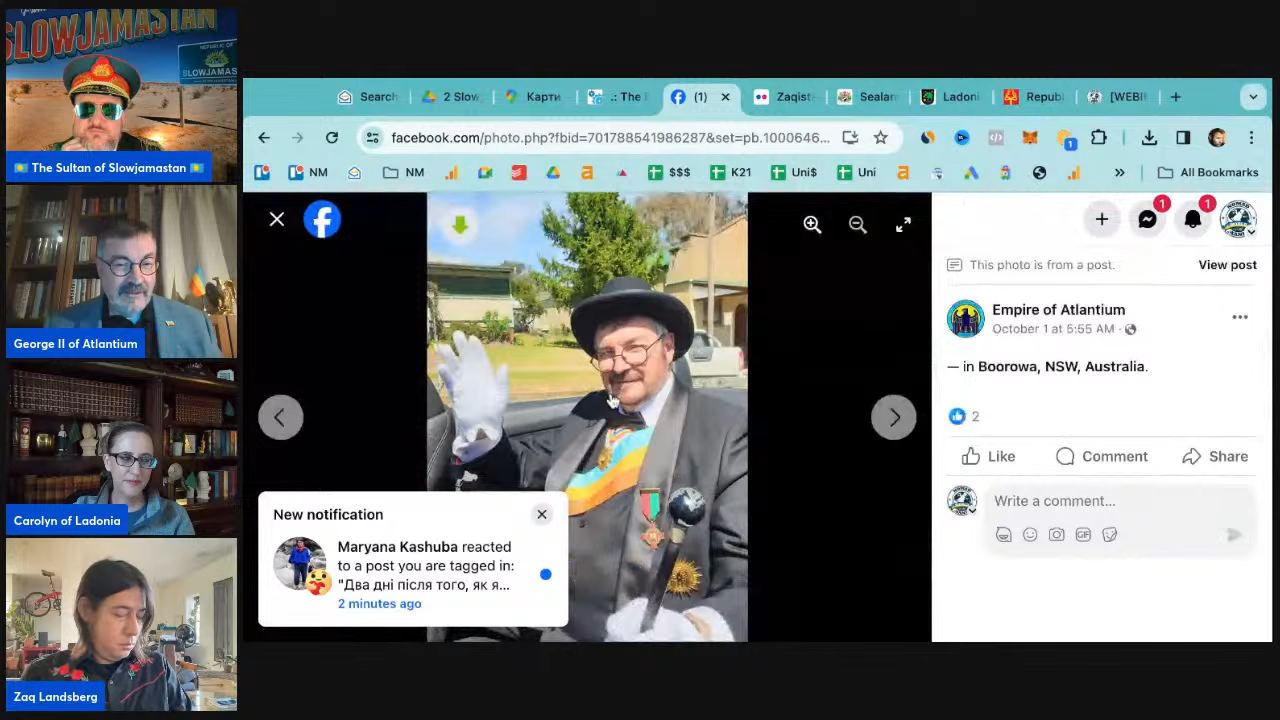 SLOWJAMASTAN
REPUBLIC OF
SLOWJAMAS
The Sultan of Slowjamastan
George II of Atlantium
Carolyn of Ladonia
Zaq Landsberg
Search
2 Slow
Карти
.: The E
(1)
Zaqist
Sealan
Ladoni
Republ
[WEBI
facebook.com/photo.php?fbid=701788541986287&set=pb.1000646...
1
NM
NM
$$$
K21
Uni$
Uni
»
All Bookmarks
1
1
This photo is from a post.
View post
Empire of Atlantium
October 1 at 5:55 AM ·
— in Boorowa, NSW, Australia.
2
Like
Comment
Share
Write a comment...
GIF
New notification
Maryana Kashuba reacted
to a post you are tagged in:
"Два дні після того, як я...
2 minutes ago